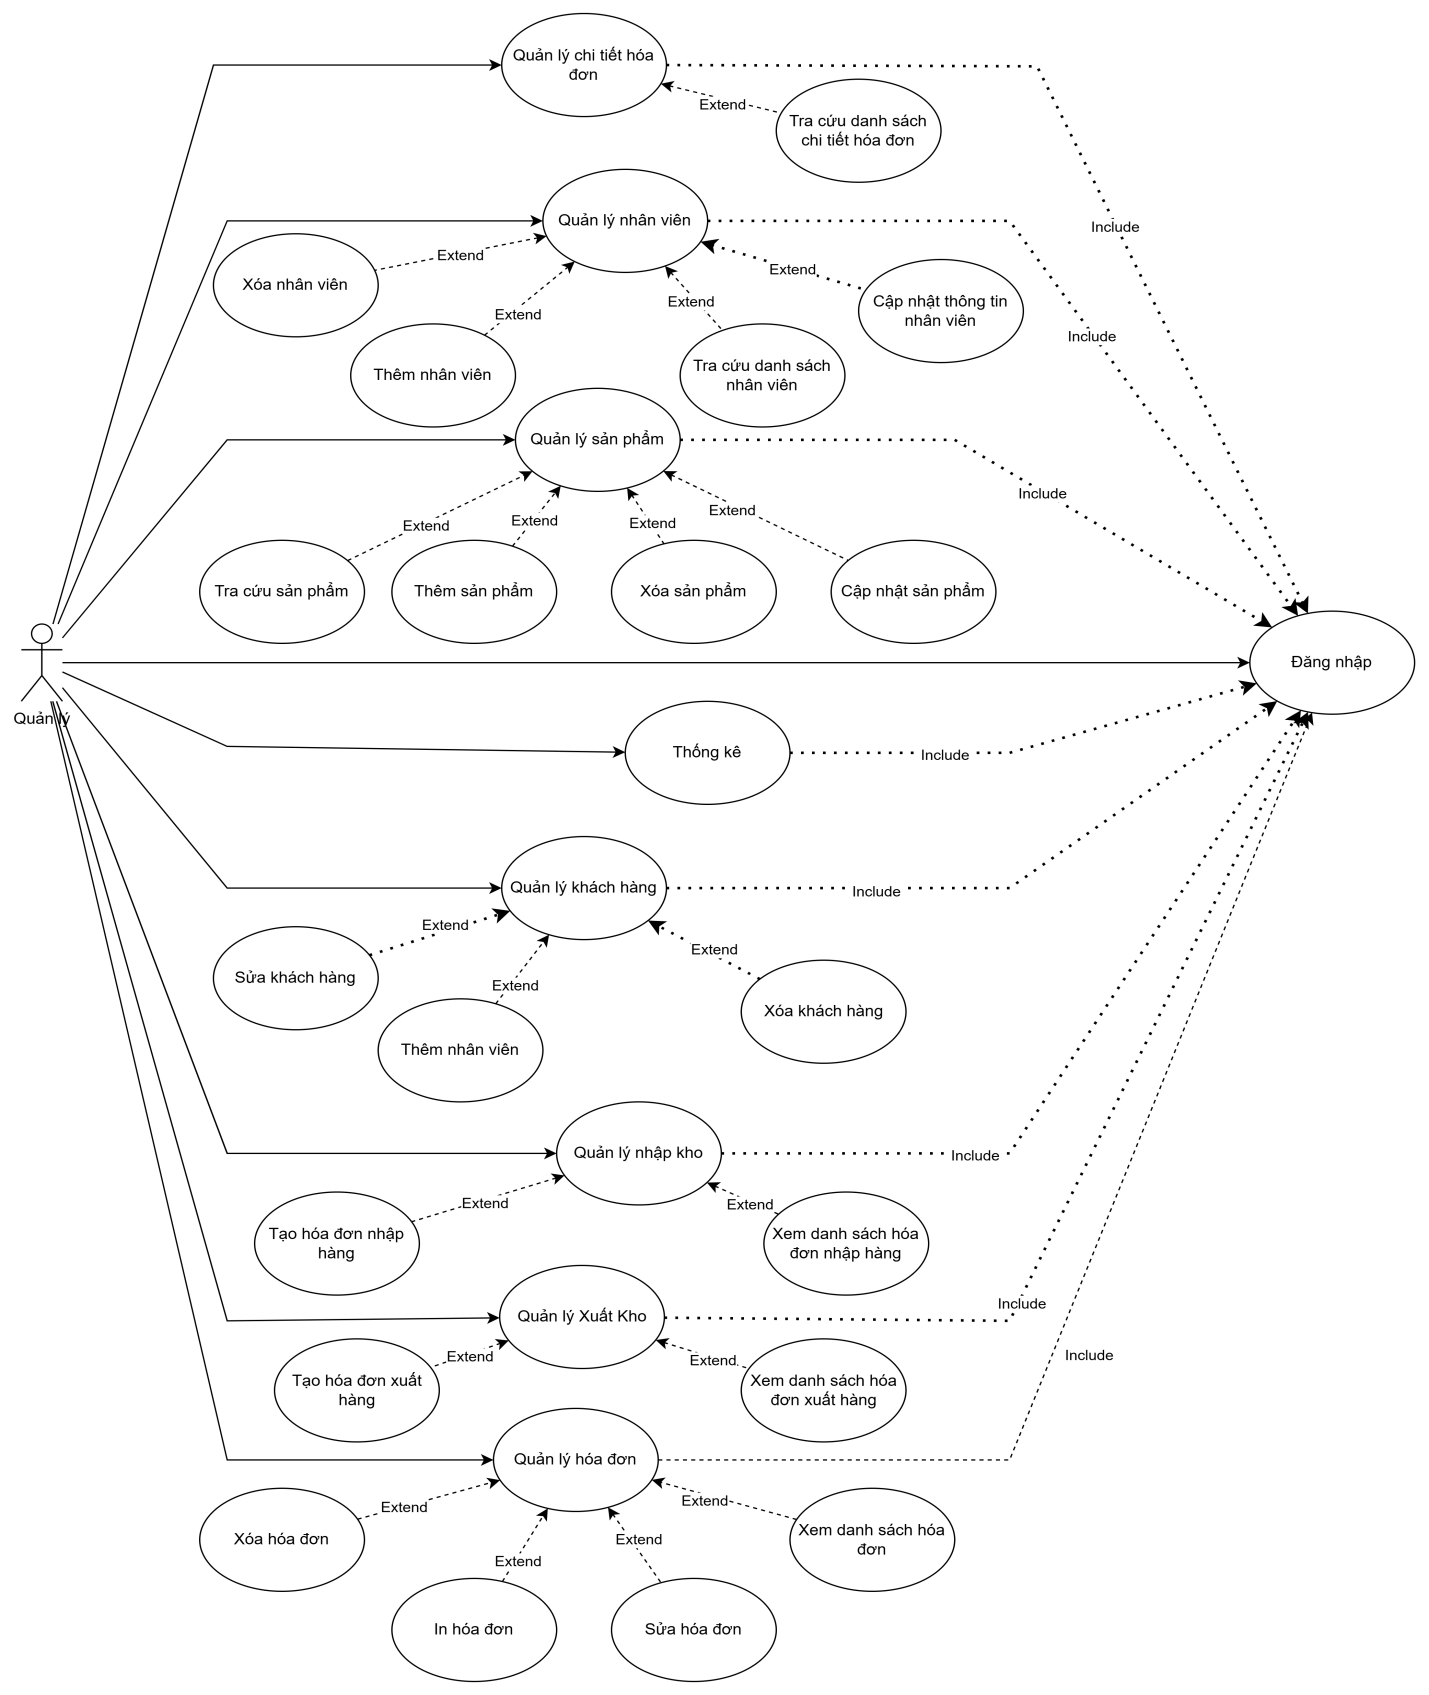 Quản lý chi tiết hóa
đơn
Extend
Tra cứu danh sách
chi tiết hóa đơn
Include
Quản lý nhân viên
Extend
Xóa nhân viên
Extend
Thêm nhân viên
Extend
Tra cứu danh sách
nhân viên
Extend
Cập nhật thông tin
nhân viên
Include
Quản lý sản phẩm
Include
Extend
Extend
Extend
Extend
Tra cứu sản phẩm
Thêm sản phẩm
Xóa sản phẩm
Cập nhật sản phẩm
Quản lý
Đăng nhập
Thống kê
Include
Quản lý khách hàng
Include
Extend
Sửa khách hàng
Extend
Thêm nhân viên
Extend
Xóa khách hàng
Quản lý nhập kho
Include
Extend
Tạo hóa đơn nhập
hàng
Extend
Xem danh sách hóa
đơn nhập hàng
Quản lý Xuất Kho
Include
Extend
Tạo hóa đơn xuất
hàng
Extend
Xem danh sách hóa
đơn xuất hàng
Include
Quản lý hóa đơn
Extend
Xóa hóa đơn
Extend
In hóa đơn
Extend
Sửa hóa đơn
Extend
Xem danh sách hóa
đơn